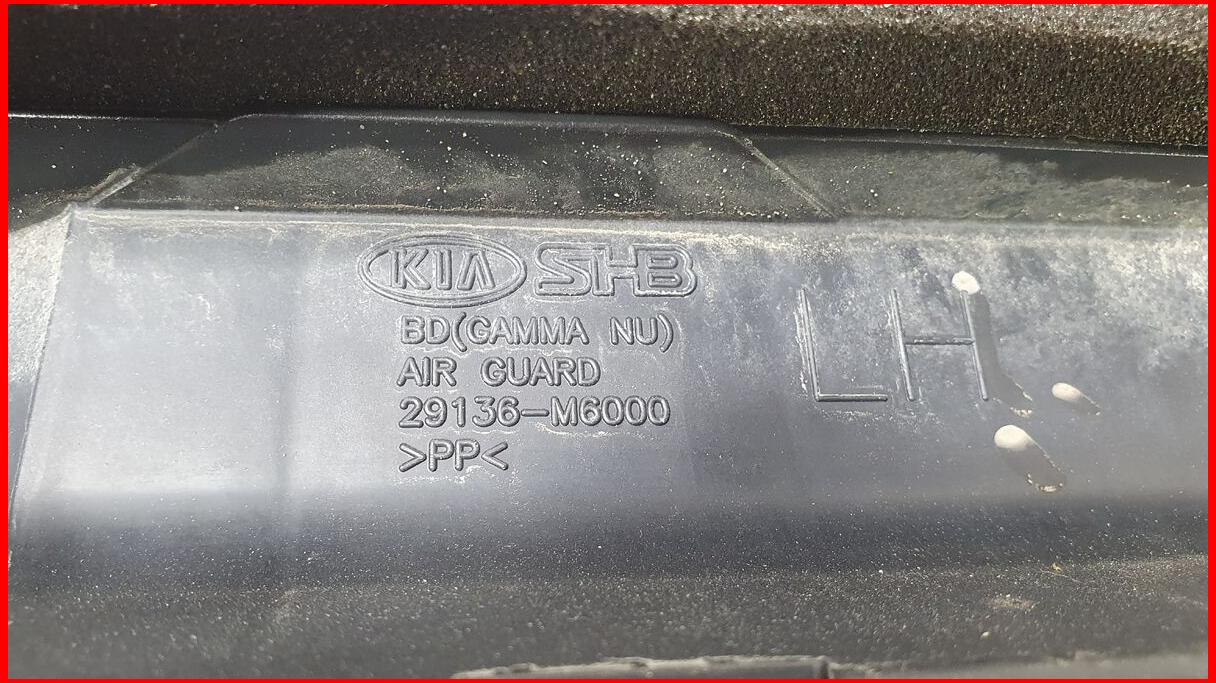 KIA SHB
BD(GAMMA NU)
AIR GUARD
29136-M6000
>PP<
LH